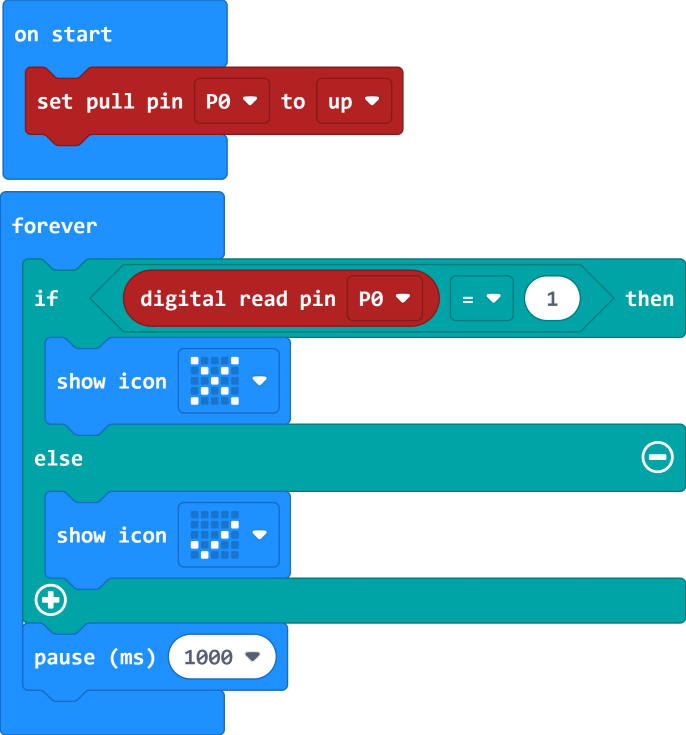 on start
set pull pin P0 to up
forever
if digital read pin P0 = 1 then
show icon
else
show icon
pause (ms) 1000